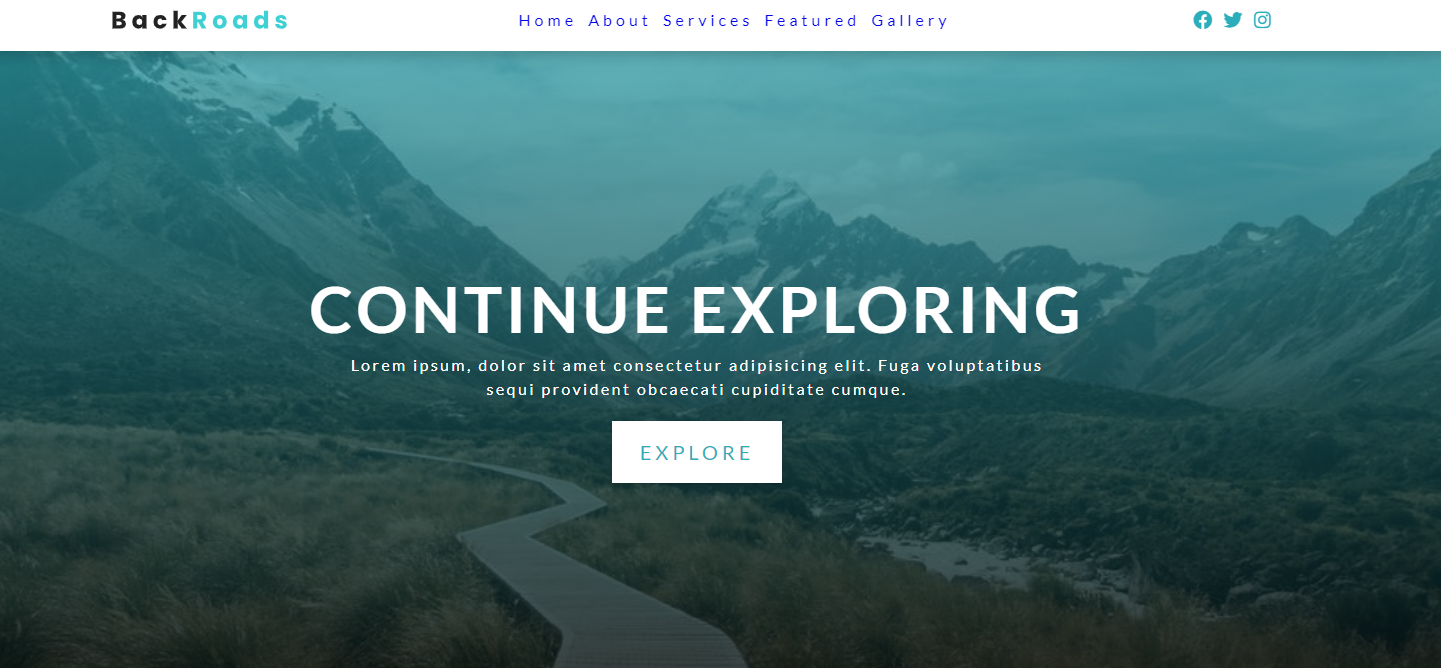 BackRoads
Home About Services Featured Gallery
CONTINUE EXPLORING
Lorem ipsum, dolor sit amet consectetur adipisicing elit. Fuga voluptatibus
sequi provident obcaecati cupiditate cumque.
EXPLORE